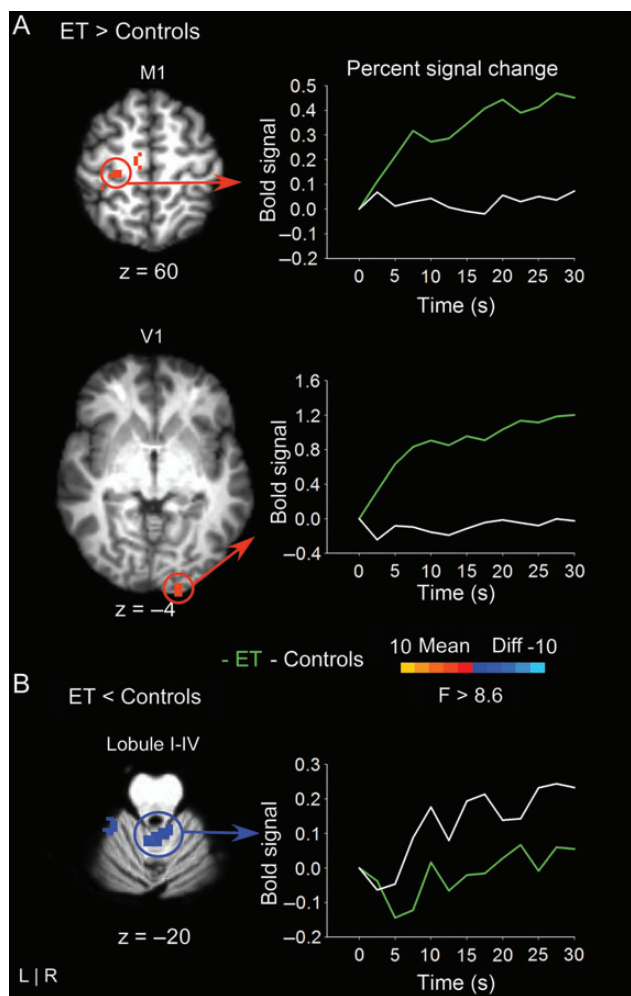 A
ET > Controls
M1
z = 60
Percent signal change
Bold signal
0.5
0.4
0.3
0.2
0.1
0.0
–0.1
–0.2
0 5 10 15 20 25 30
Time (s)
V1
z = –4
Bold signal
1.6
1.2
0.8
0.4
0.0
–0.4
0 5 10 15 20 25 30
Time (s)
- ET - Controls
10 Mean Diff -10
F > 8.6
B
ET < Controls
Lobule I-IV
z = –20
Bold signal
0.3
0.2
0.1
0.0
–0.1
–0.2
0 5 10 15 20 25 30
Time (s)
L | R